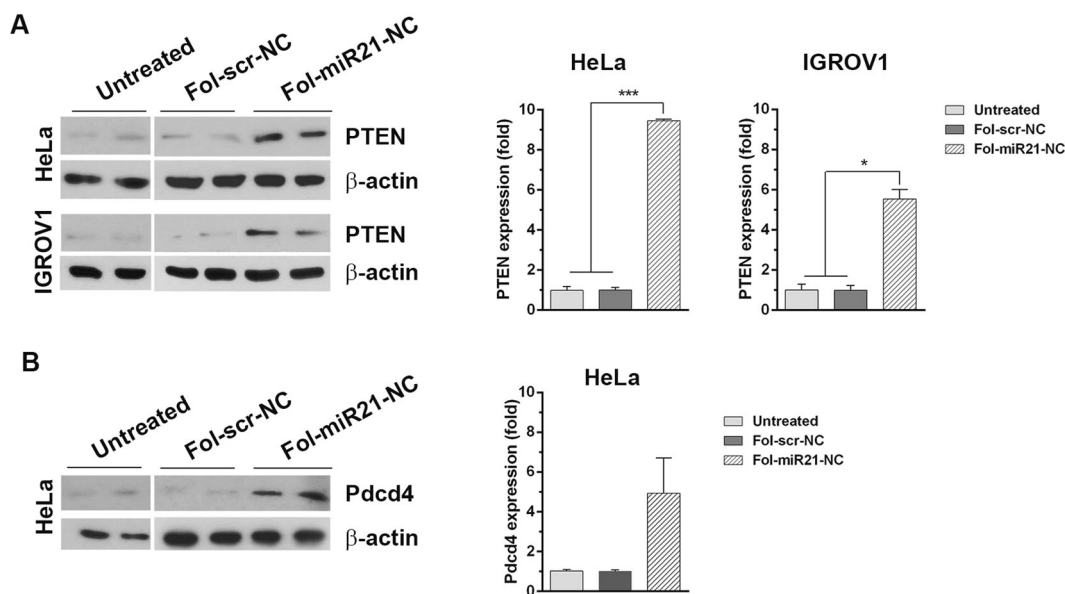 A
Untreated
Fol-scr-NC
Fol-miR21-NC
HeLa
PTEN
β-actin
IGROV1
PTEN
β-actin
HeLa
PTEN expression (fold)
10
8
6
4
2
0
***
IGROV1
PTEN expression (fold)
10
8
6
4
2
0
*
Untreated
Fol-scr-NC
Fol-miR21-NC
B
Untreated
Fol-scr-NC
Fol-miR21-NC
HeLa
Pdcd4
β-actin
HeLa
Pdcd4 expression (fold)
10
8
6
4
2
0
Untreated
Fol-scr-NC
Fol-miR21-NC